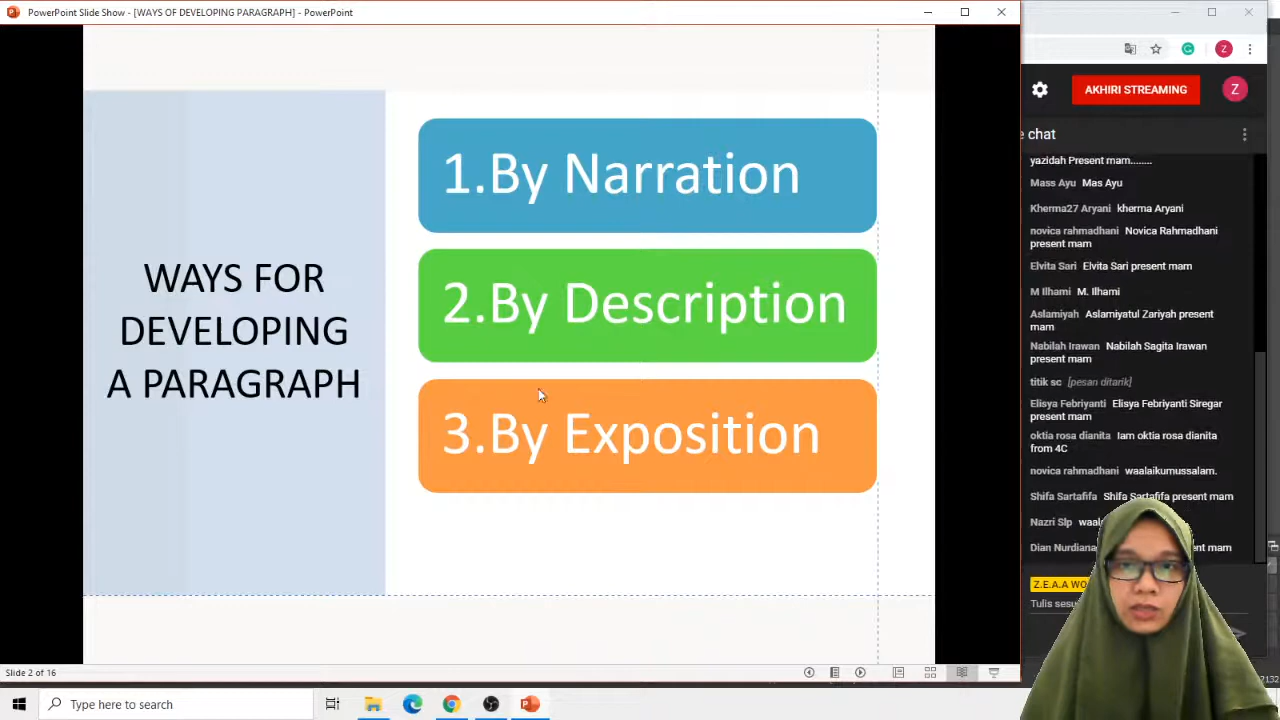 PowerPoint Slide Show - [WAYS OF DEVELOPING PARAGRAPH] - PowerPoint
WAYS FOR
DEVELOPING
A PARAGRAPH
1.By Narration
2.By Description
3.By Exposition
Slide 2 of 16
Type here to search
Z
AKHIRI STREAMING
Z
chat
yazidah Present mam........
Mass Ayu Mas Ayu
Kherma27 Aryani kherma Aryani
novica rahmadhani Novica Rahmadhani
present mam
Elvita Sari Elvita Sari present mam
M Ilhami M. Ilhami
Aslamiyah Aslamiyatul Zariyah present
mam
Nabilah Irawan Nabilah Sagita Irawan
present mam
titik sc [pesan ditarik]
Elisya Febriyanti Elisya Febriyanti Siregar
present mam
oktia rosa dianita Iam oktia rosa dianita
from 4C
novica rahmadhani waalaikumussalam.
Shifa Sartafifa Shifa Sartafifa present mam
Nazri Slp
Dian mam
Z.E.A.A
Tulis